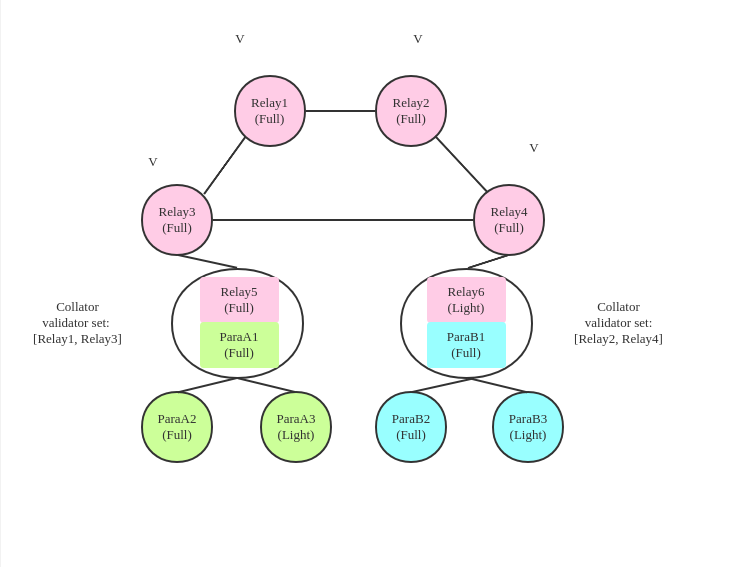 V
V
Relay1
(Full)
Relay2
(Full)
V
V
Relay3
(Full)
Relay4
(Full)
Collator
validator set:
[Relay1, Relay3]
Relay5
(Full)
ParaA1
(Full)
Relay6
(Light)
ParaB1
(Full)
Collator
validator set:
[Relay2, Relay4]
ParaA2
(Full)
ParaA3
(Light)
ParaB2
(Full)
ParaB3
(Light)